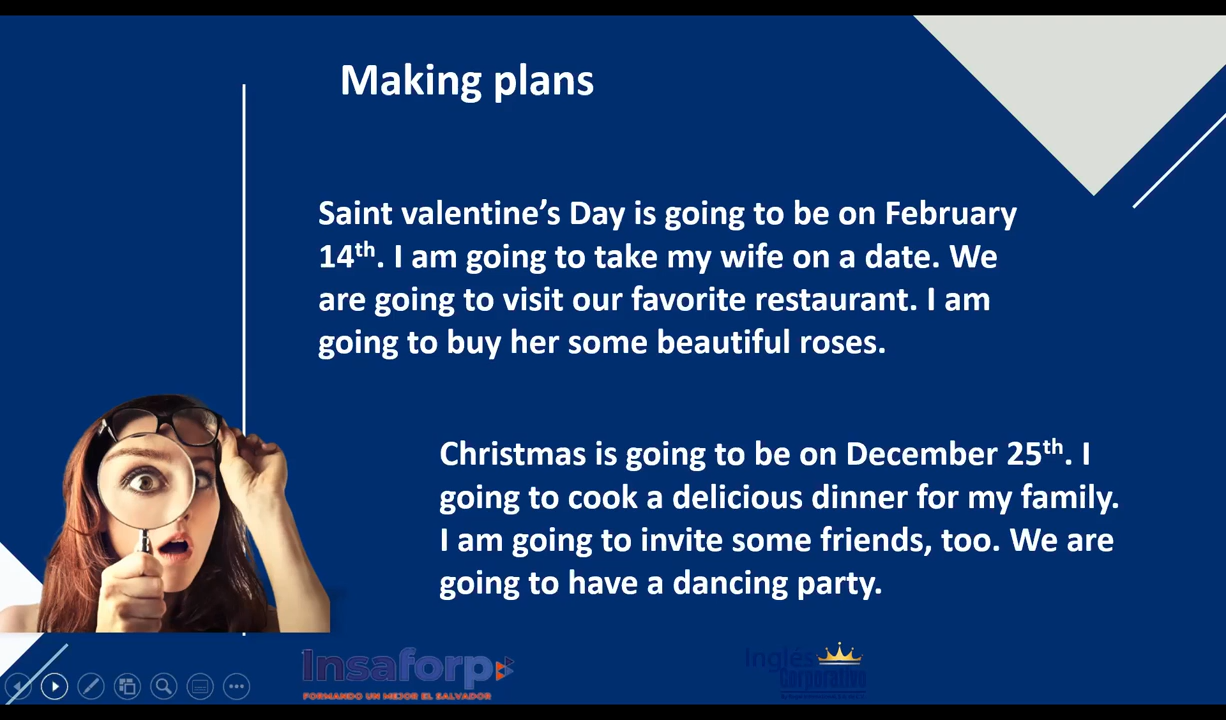 Making plans
Saint valentine’s Day is going to be on February
14th. I am going to take my wife on a date. We
are going to visit our favorite restaurant. I am
going to buy her some beautiful roses.
Christmas is going to be on December 25th. I
going to cook a delicious dinner for my family.
I am going to invite some friends, too. We are
going to have a dancing party.
Insaforp
FORMANDO UN MEJOR EL SALVADOR
Inglés
Corporativo